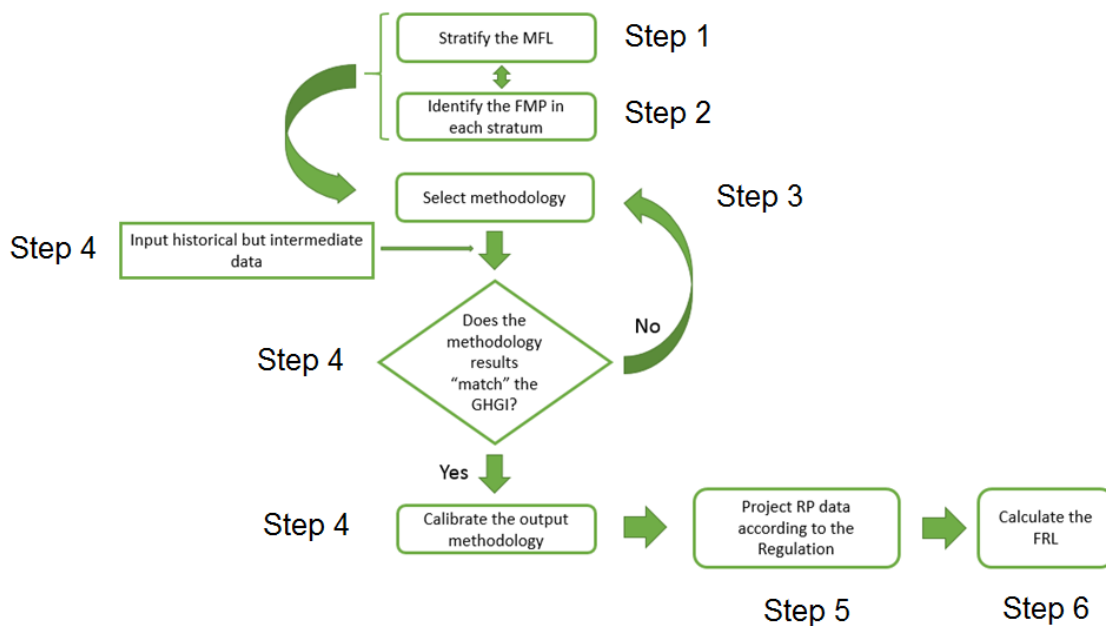 Stratify the MFL
Step 1
Identify the FMP in
each stratum
Step 2
Select methodology
Step 3
Step 4
Input historical but intermediate
data
Step 4
Does the
methodology
results
“match” the
GHGI?
No
Yes
Step 4
Calibrate the output
methodology
Project RP data
according to the
Regulation
Calculate the
FRL
Step 5
Step 6